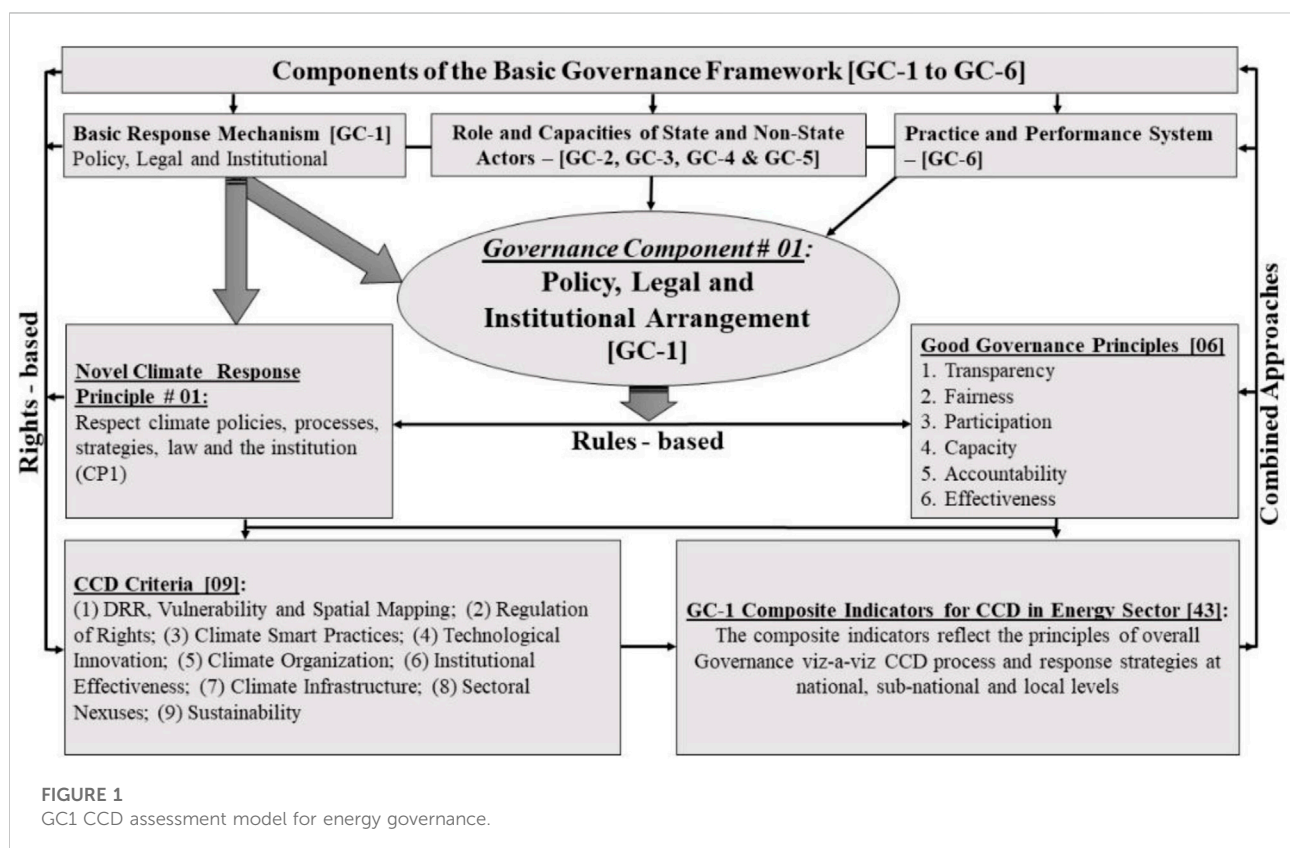 Components of the Basic Governance Framework [GC-1 to GC-6]
Basic Response Mechanism [GC-1]
Policy, Legal and Institutional
Role and Capacities of State and Non-State
Actors – [GC-2, GC-3, GC-4 & GC-5]
Practice and Performance System
– [GC-6]
Governance Component # 01:
Policy, Legal and
Institutional Arrangement
[GC-1]
Rights - based
Novel Climate Response
Principle # 01:
Respect climate policies, processes,
strategies, law and the institution
(CP1)
Rules - based
Good Governance Principles [06]
1. Transparency
2. Fairness
3. Participation
4. Capacity
5. Accountability
6. Effectiveness
Combined Approaches
CCD Criteria [09]:
(1) DRR, Vulnerability and Spatial Mapping; (2) Regulation
of Rights; (3) Climate Smart Practices; (4) Technological
Innovation; (5) Climate Organization; (6) Institutional
Effectiveness; (7) Climate Infrastructure; (8) Sectoral
Nexuses; (9) Sustainability
GC-1 Composite Indicators for CCD in Energy Sector [43]:
The composite indicators reflect the principles of overall
Governance viz-a-viz CCD process and response strategies at
national, sub-national and local levels
FIGURE 1
GC1 CCD assessment model for energy governance.